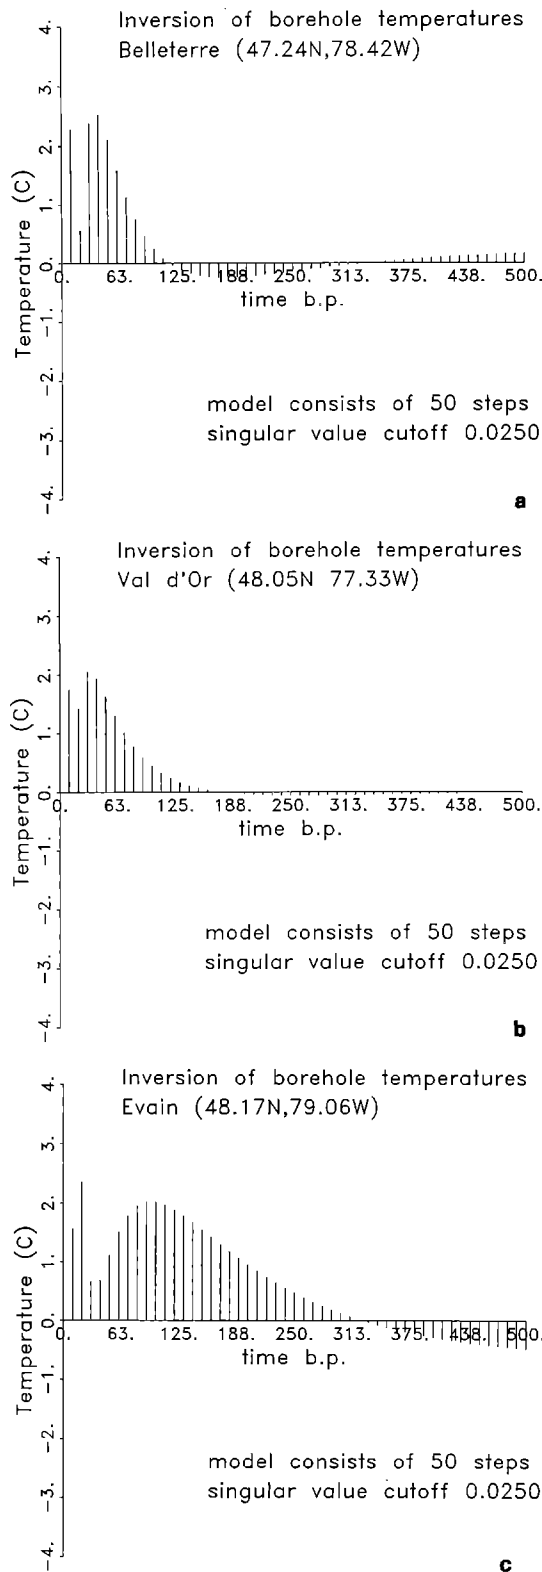 Inversion of borehole temperatures
Belleterre (47.24N,78.42W)
4.
3.
2.
1.
0.
-1.
-2.
-3.
-4.
Temperature (C)
0. 63. 125. 188. 250. 313. 375. 438. 500.
time b.p.
model consists of 50 steps
singular value cutoff 0.0250
a
Inversion of borehole temperatures
Val d'Or (48.05N 77.33W)
4.
3.
2.
1.
0.
-1.
-2.
-3.
-4.
Temperature (C)
0. 63. 125. 188. 250. 313. 375. 438. 500.
time b.p.
model consists of 50 steps
singular value cutoff 0.0250
b
Inversion of borehole temperatures
Evain (48.17N,79.06W)
4.
3.
2.
1.
0.
-1.
-2.
-3.
-4.
Temperature (C)
0. 63. 125. 188. 250. 313. 375. 438. 500.
time b.p.
model consists of 50 steps
singular value cutoff 0.0250
c